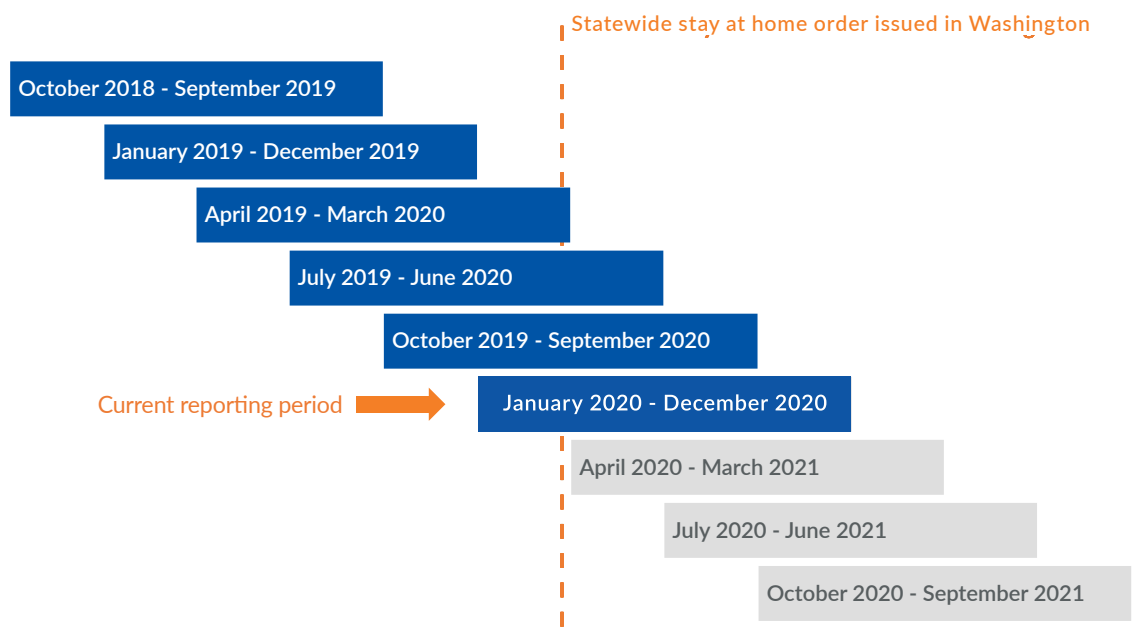 Statewide stay at home order issued in Washington
October 2018 - September 2019
January 2019 - December 2019
April 2019 - March 2020
July 2019 - June 2020
October 2019 - September 2020
Current reporting period
January 2020 - December 2020
April 2020 - March 2021
July 2020 - June 2021
October 2020 - September 2021